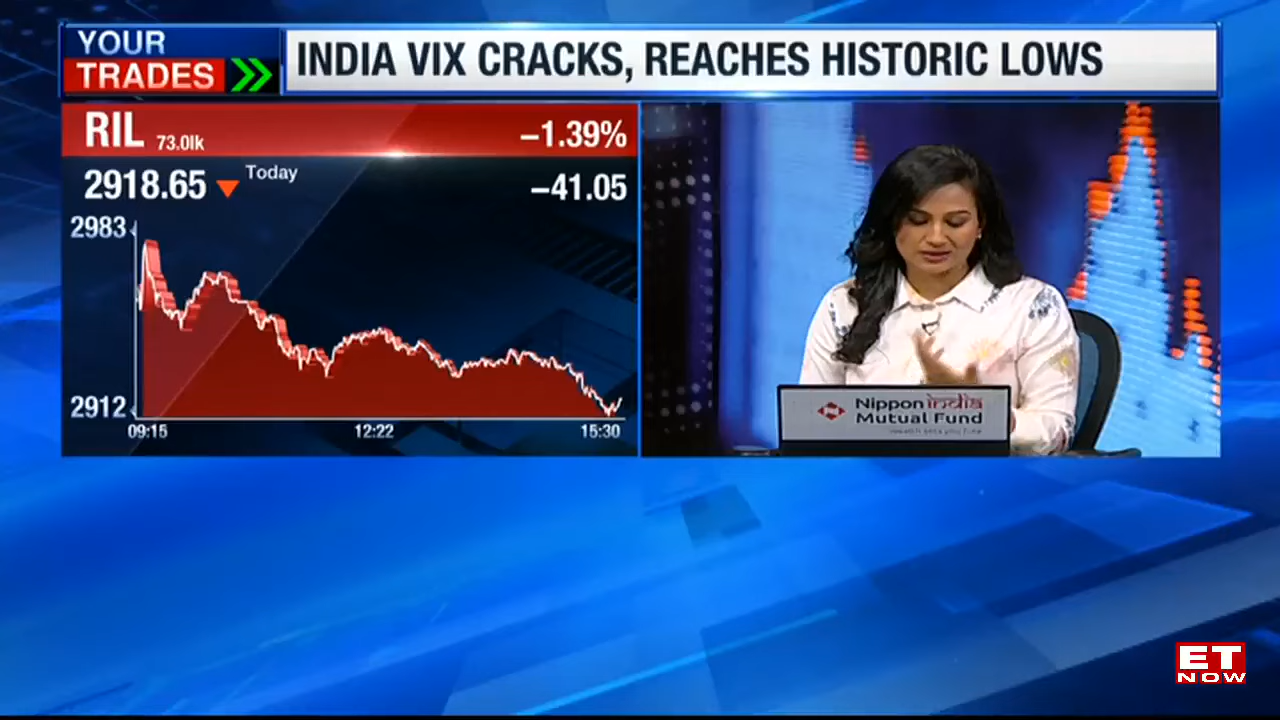 YOUR
TRADES
INDIA VIX CRACKS, REACHES HISTORIC LOWS
RIL 73.0lk -1.39%
2918.65 Today -41.05
2983
2912
09:15 12:22 15:30
Nippon india
Mutual Fund
ET
NOW